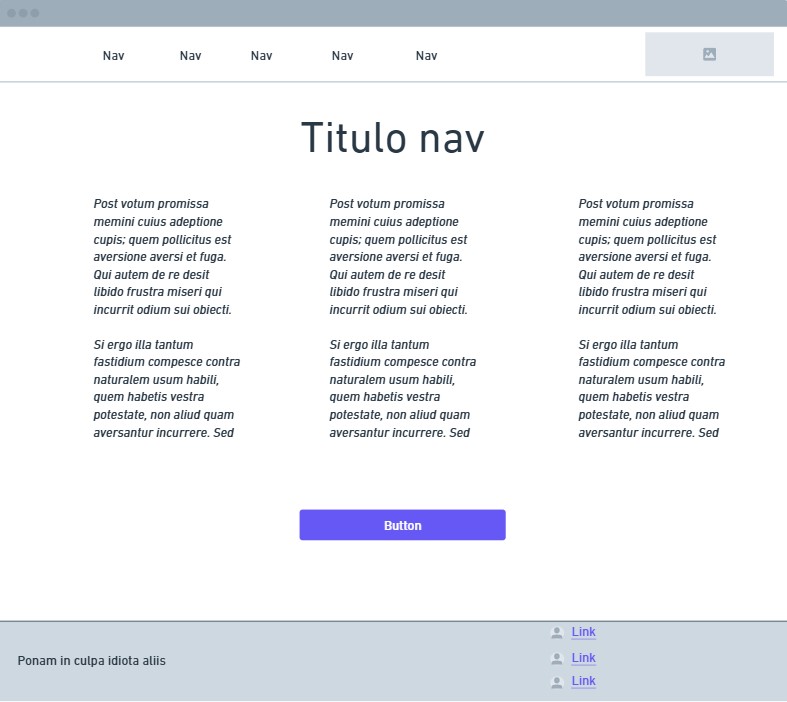 Nav Nav Nav Nav Nav
Titulo nav
Post votum promissa
memini cuius adeptione
cupis; quem pollicitus est
aversione aversi et fuga.
Qui autem de re desit
libido frustra miseri qui
incurrit odium sui obiecti.
Si ergo illa tantum
fastidium compesce contra
naturalem usum habili,
quem habetis vestra
potestate, non aliud quam
aversantur incurrere. Sed
Post votum promissa
memini cuius adeptione
cupis; quem pollicitus est
aversione aversi et fuga.
Qui autem de re desit
libido frustra miseri qui
incurrit odium sui obiecti.
Si ergo illa tantum
fastidium compesce contra
naturalem usum habili,
quem habetis vestra
potestate, non aliud quam
aversantur incurrere. Sed
Post votum promissa
memini cuius adeptione
cupis; quem pollicitus est
aversione aversi et fuga.
Qui autem de re desit
libido frustra miseri qui
incurrit odium sui obiecti.
Si ergo illa tantum
fastidium compesce contra
naturalem usum habili,
quem habetis vestra
potestate, non aliud quam
aversantur incurrere. Sed
Button
Ponam in culpa idiota aliis
Link
Link
Link